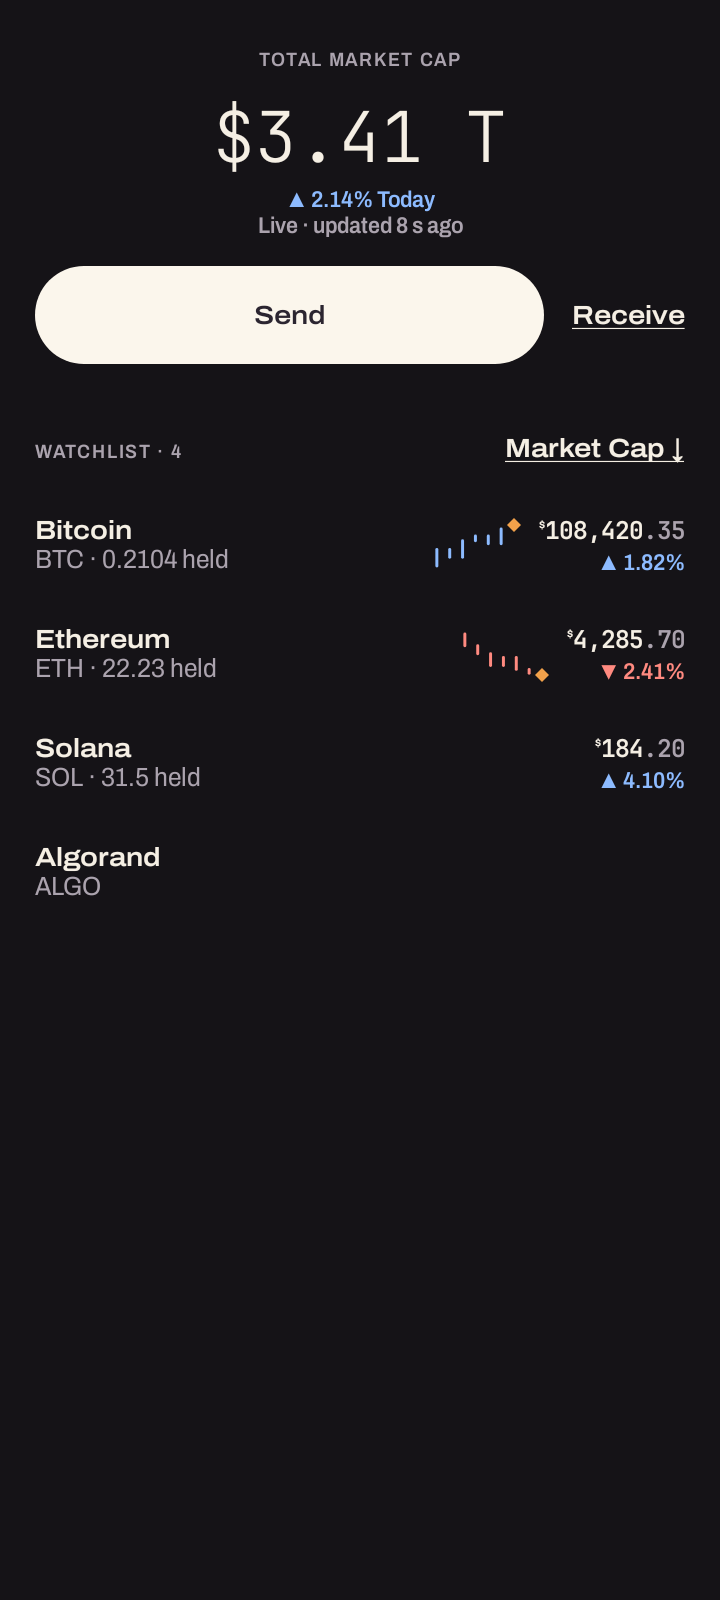 TOTAL MARKET CAP
$3.41 T
▲ 2.14% Today
Live · updated 8 s ago
Send
Receive
WATCHLIST · 4
Market Cap ↓
Bitcoin
$108,420.35
BTC · 0.2104 held
▲ 1.82%
Ethereum
$4,285.70
ETH · 22.23 held
▼ 2.41%
Solana
$184.20
SOL · 31.5 held
▲ 4.10%
Algorand
ALGO